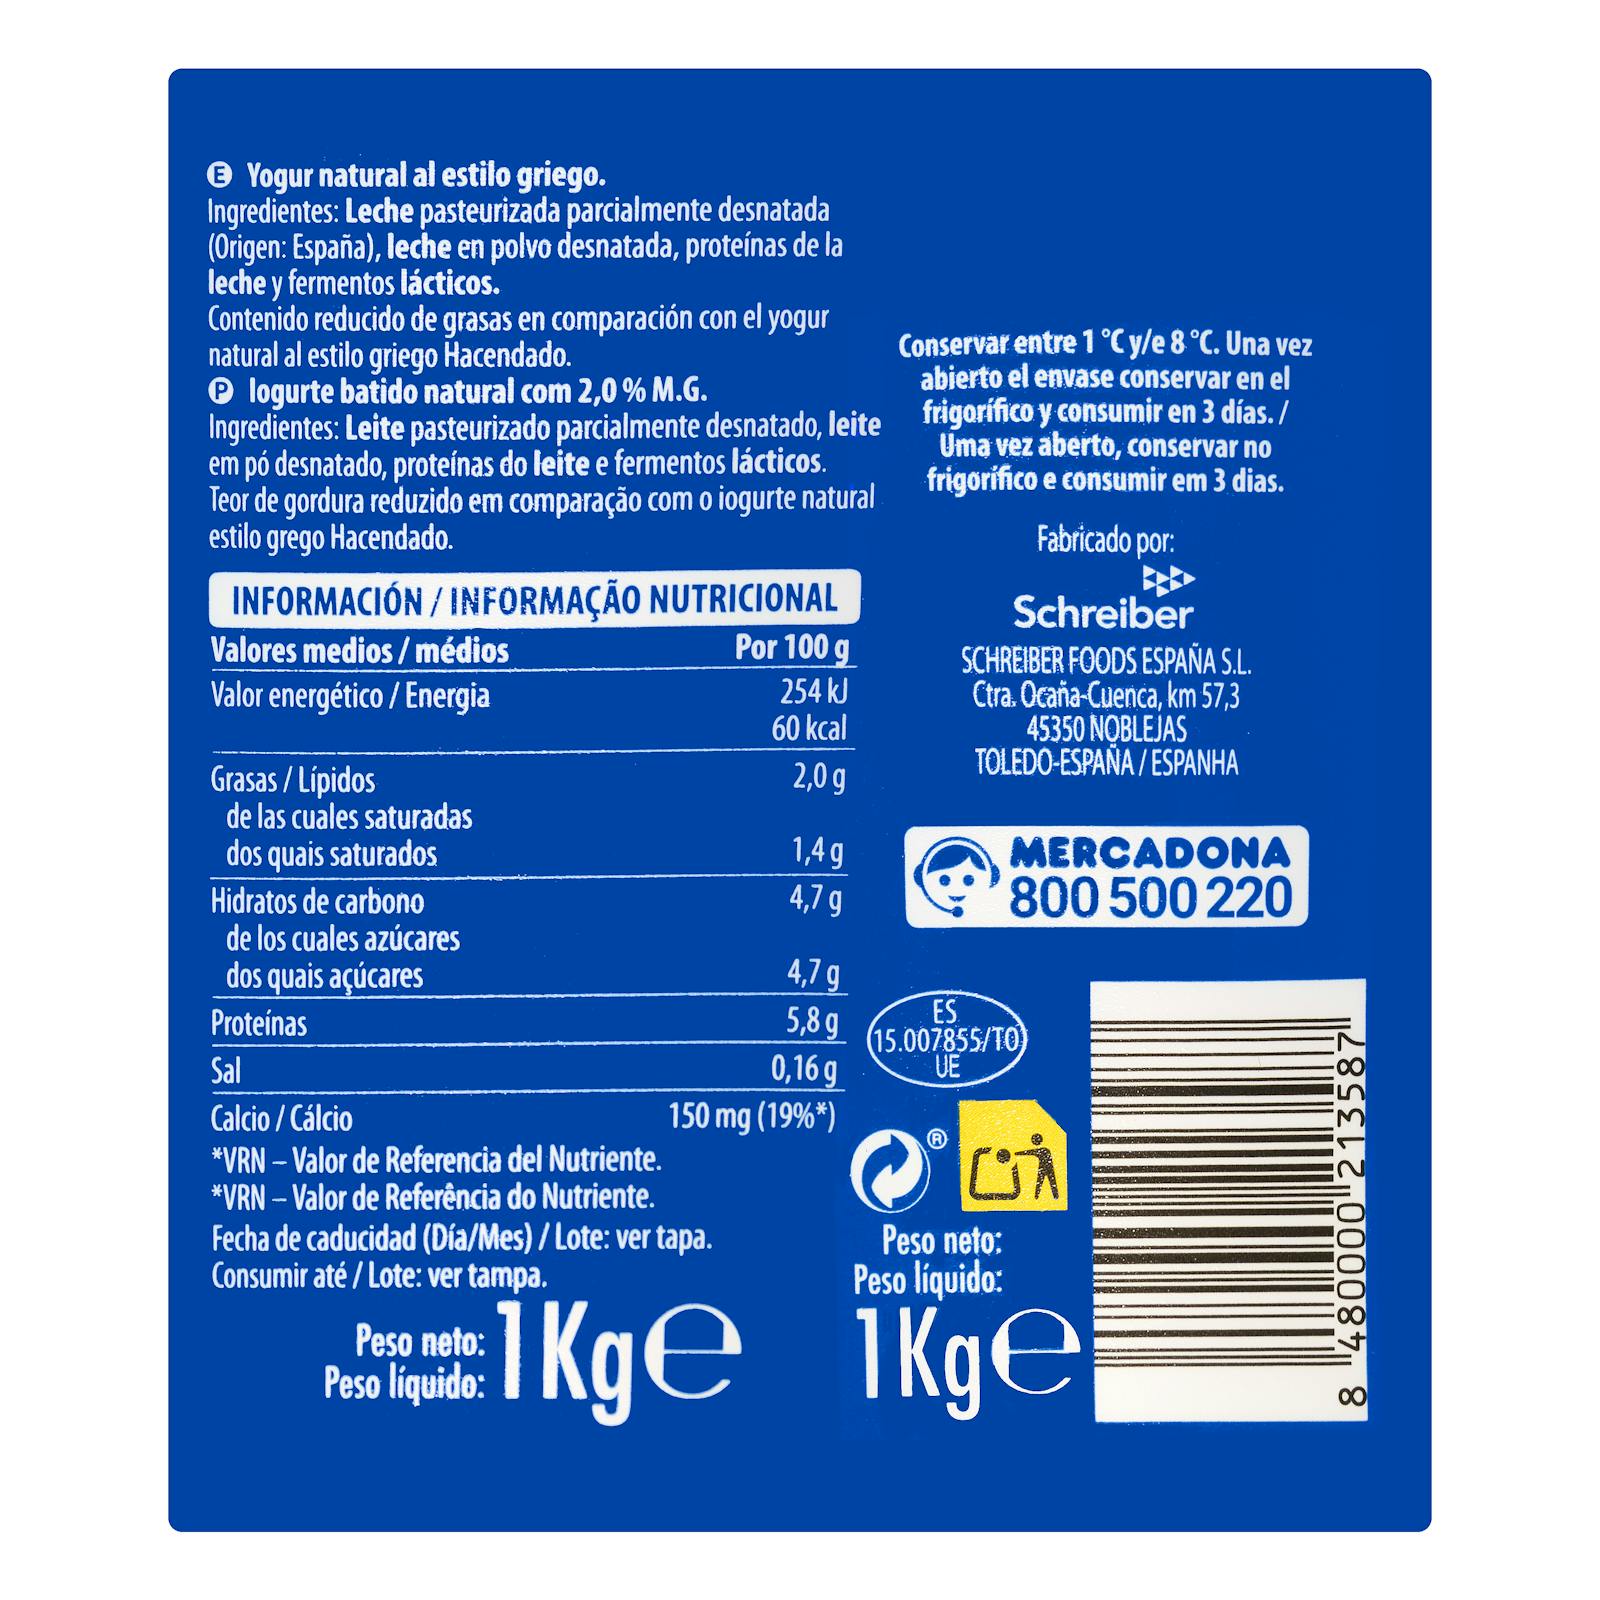 E Yogur natural al estilo griego.
Ingredientes: Leche pasteurizada parcialmente desnatada
(Origen: España), leche en polvo desnatada, proteínas de la
leche y fermentos lácticos.
Contenido reducido de grasas en comparación con el yogur
natural al estilo griego Hacendado.
P Iogurte batido natural com 2,0 % M.G.
Ingredientes: Leite pasteurizado parcialmente desnatado, leite
em pó desnatado, proteínas do leite e fermentos lácticos.
Teor de gordura reduzido em comparação com o iogurte natural
estilo grego Hacendado.
INFORMACIÓN / INFORMAÇÃO NUTRICIONAL
Valores medios / médios Por 100 g
Valor energético / Energia 254 kJ
60 kcal
Grasas / Lípidos 2,0 g
de las cuales saturadas
dos quais saturados 1,4 g
Hidratos de carbono 4,7 g
de los cuales azúcares
dos quais açúcares 4,7 g
Proteínas 5,8 g
Sal 0,16 g
Calcio / Cálcio 150 mg (19%*)
*VRN – Valor de Referencia del Nutriente.
*VRN – Valor de Referência do Nutriente.
Fecha de caducidad (Día/Mes) / Lote: ver tapa.
Consumir até / Lote: ver tampa.
Peso neto:
Peso líquido:
1 Kg e
Conservar entre 1 °C y/e 8 °C. Una vez
abierto el envase conservar en el
frigorífico y consumir en 3 días. /
Uma vez aberto, conservar no
frigorífico e consumir em 3 dias.
Fabricado por:
Schreiber
SCHREIBER FOODS ESPAÑA S.L.
Ctra. Ocaña-Cuenca, km 57,3
45350 NOBLEJAS
TOLEDO-ESPAÑA / ESPANHA
MERCADONA
800 500 220
ES
15.007855/TO
UE
®
Peso neto:
Peso líquido:
1 Kg e
8 480000 213587